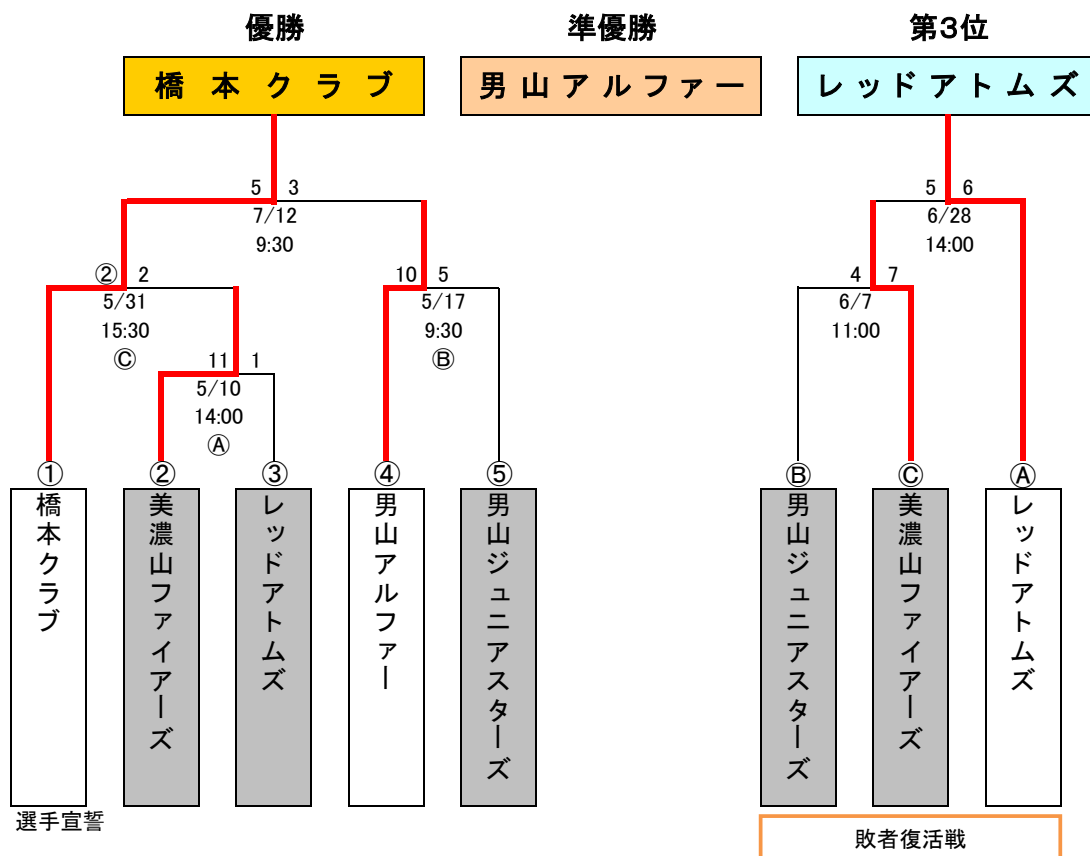 優勝 準優勝 第3位
橋本クラブ 男山アルファー レッドアトムズ
5 3 5 6
7/12 6/28
9:30 14:00
② 2 10 5 4 7
5/31 5/17 6/7
15:30 9:30 11:00
Ⓒ Ⓑ
11 1
5/10
14:00
Ⓐ
① ② ③ ④ ⑤ Ⓑ Ⓒ Ⓐ
橋本クラブ
美濃山ファイアーズ
レッドアトムズ
男山アルファー
男山ジュニアスターズ
男山ジュニアスターズ
美濃山ファイアーズ
レッドアトムズ
選手宣誓
敗者復活戦